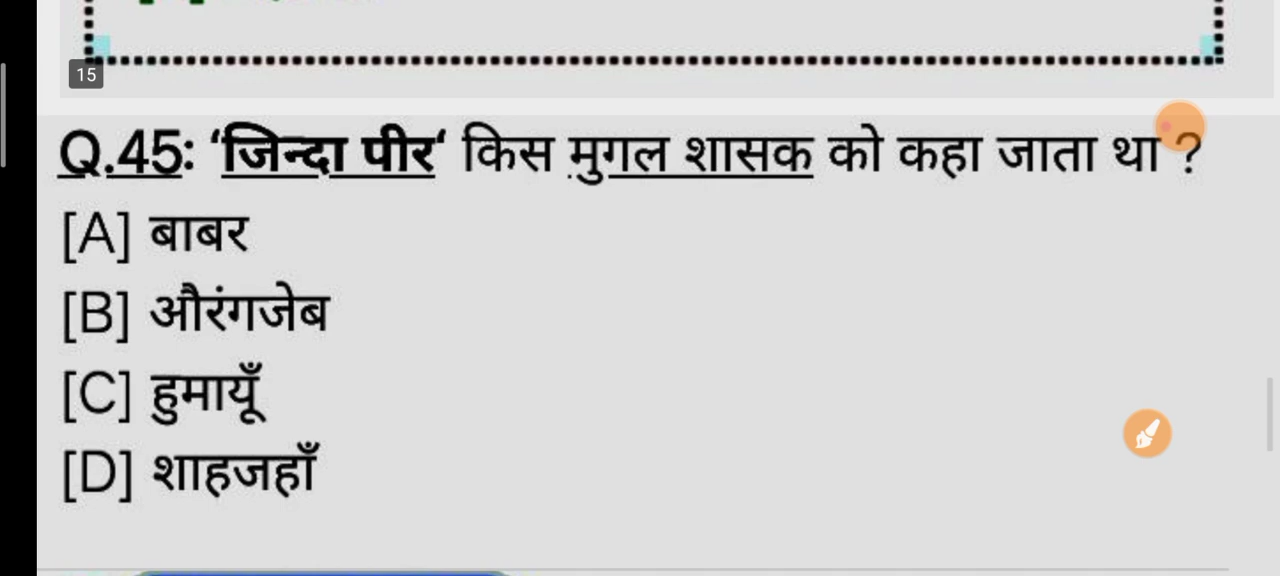 15
Q.45: ‘जिन्दा पीर‘ किस मुगल शासक को कहा जाता था ?
[A] बाबर
[B] औरंगजेब
[C] हुमायूँ
[D] शाहजहाँ